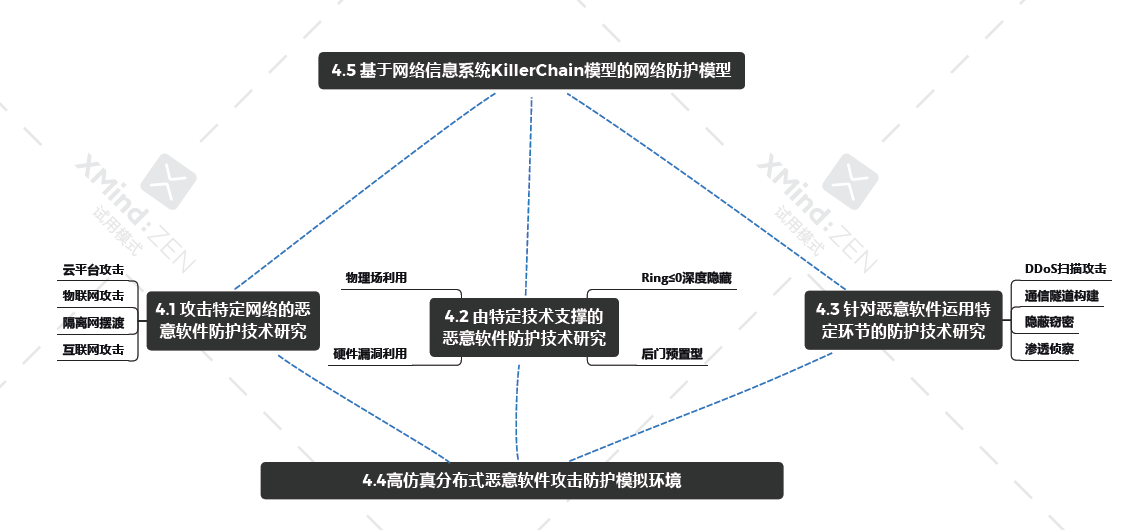 4.5 基于网络信息系统KillerChain模型的网络防护模型
XMind:ZEN
试用模式
XMind:ZEN
试用模式
云平台攻击
物联网攻击
隔离网摆渡
互联网攻击
4.1 攻击特定网络的恶
意软件防护技术研究
物理场利用
硬件漏洞利用
4.2 由特定技术支撑的
恶意软件防护技术研究
Ring≤0深度隐藏
后门预置型
4.3 针对恶意软件运用特
定环节的防护技术研究
DDoS扫描攻击
通信隧道构建
隐蔽窃密
渗透侦察
4.4高仿真分布式恶意软件攻击防护模拟环境